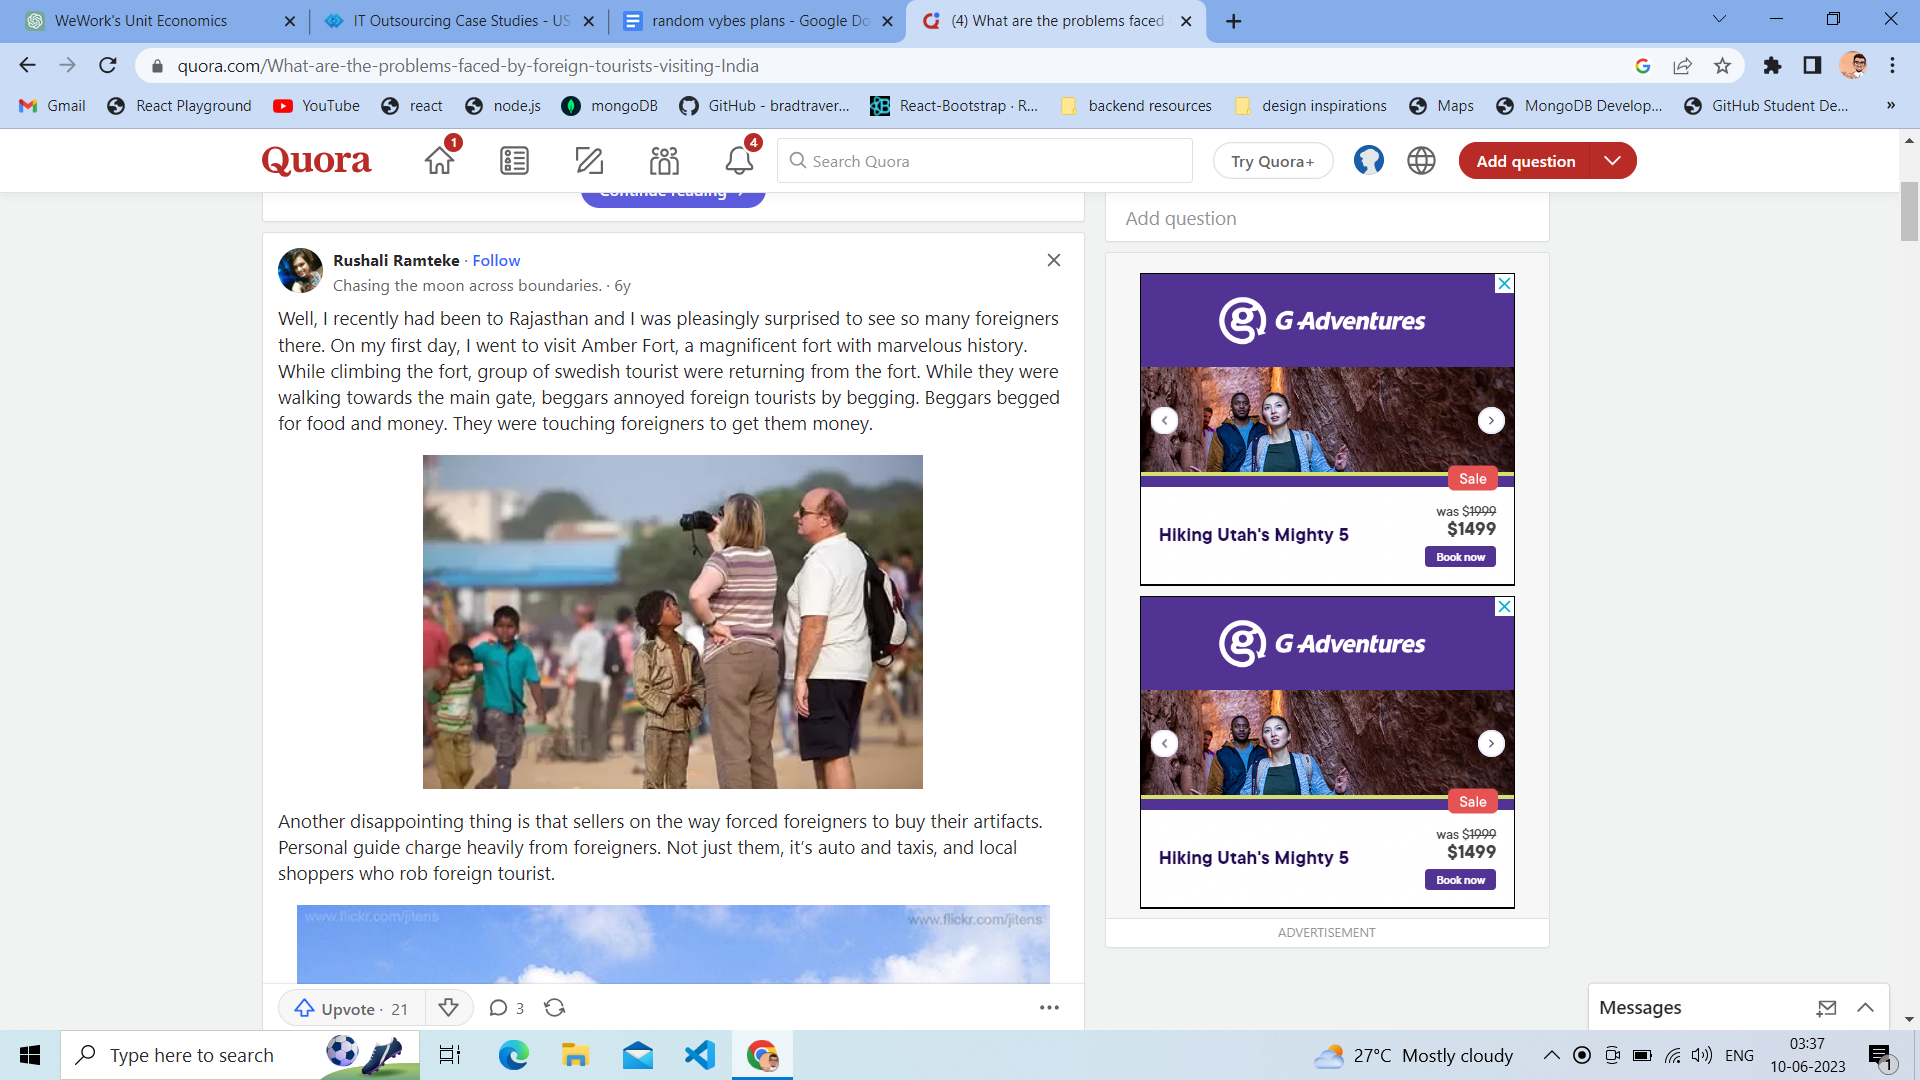 WeWork's Unit Economics
IT Outsourcing Case Studies - US
random vybes plans - Google Do
(4) What are the problems faced
quora.com/What-are-the-problems-faced-by-foreign-tourists-visiting-India
Gmail
React Playground
YouTube
react
node.js
mongoDB
GitHub - bradtraver...
React-Bootstrap · R...
backend resources
design inspirations
Maps
MongoDB Develop...
GitHub Student De...
»
Quora
1
4
Search Quora
Try Quora+
Add question
Continue reading
Add question
Rushali Ramteke · Follow
Chasing the moon across boundaries. · 6y
Well, I recently had been to Rajasthan and I was pleasingly surprised to see so many foreigners
there. On my first day, I went to visit Amber Fort, a magnificent fort with marvelous history.
While climbing the fort, group of swedish tourist were returning from the fort. While they were
walking towards the main gate, beggars annoyed foreign tourists by begging. Beggars begged
for food and money. They were touching foreigners to get them money.
Another disappointing thing is that sellers on the way forced foreigners to buy their artifacts.
Personal guide charge heavily from foreigners. Not just them, it's auto and taxis, and local
shoppers who rob foreign tourist.
www.flickr.com/jitens
www.flickr.com/jitens
Upvote · 21
3
G Adventures
Sale
was $1999
$1499
Hiking Utah's Mighty 5
Book now
G Adventures
Sale
was $1999
$1499
Hiking Utah's Mighty 5
Book now
ADVERTISEMENT
Messages
Type here to search
27°C Mostly cloudy
ENG
03:37
10-06-2023
1